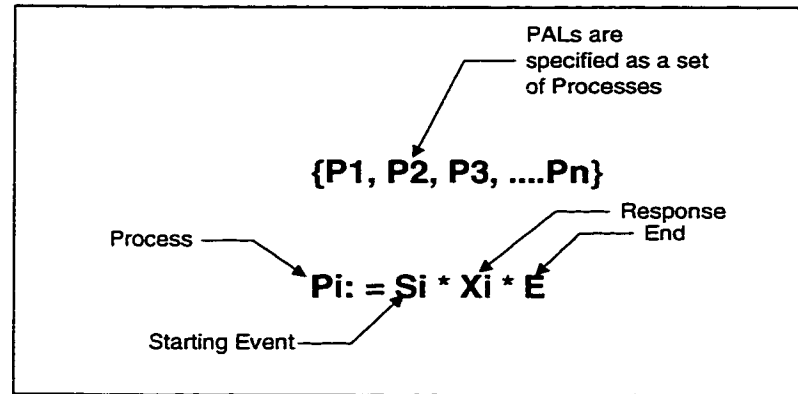 PALs are
specified as a set
of Processes
{P1, P2, P3, ....Pn}
Response
Process
End
Pi: = Si * Xi * E
Starting Event